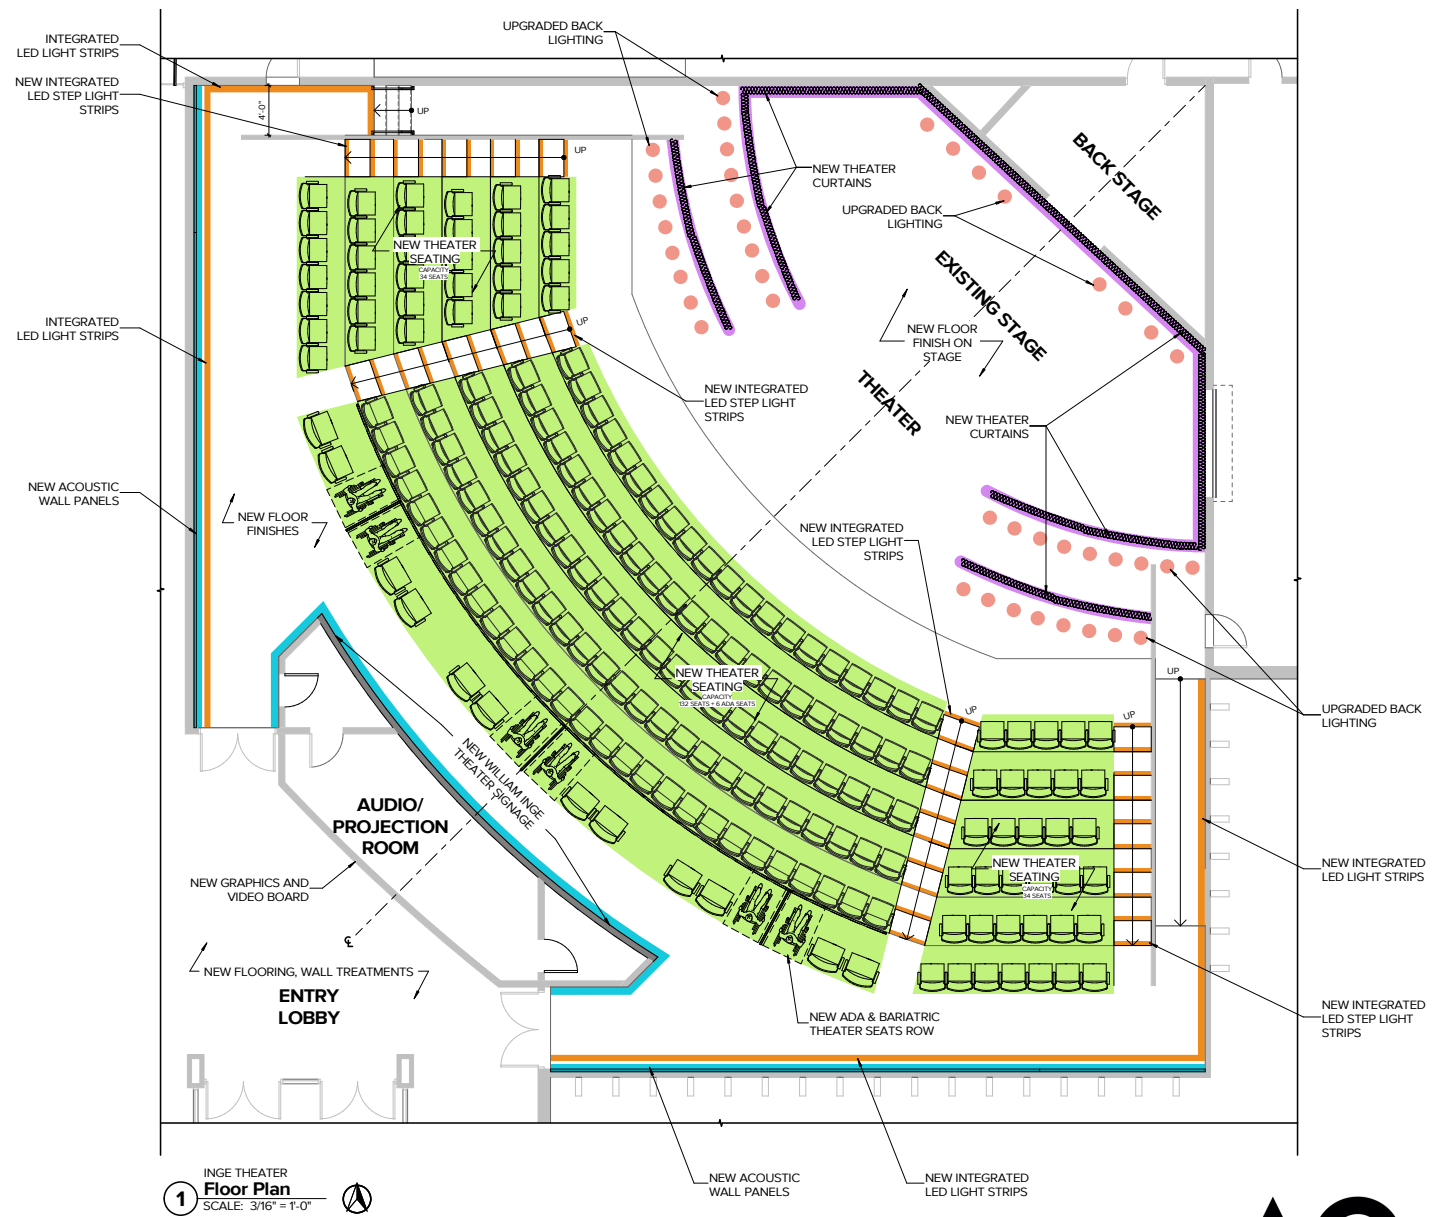 INTEGRATED
LED LIGHT STRIPS
NEW INTEGRATED
LED STEP LIGHT
STRIPS
UPGRADED BACK
LIGHTING
4'-0"
UP
UP
NEW THEATER
CURTAINS
BACK STAGE
UPGRADED BACK
LIGHTING
NEW THEATER
SEATING
CAPACITY
34 SEATS
EXISTING STAGE
INTEGRATED
LED LIGHT STRIPS
UP
NEW FLOOR
FINISH ON
STAGE
THEATER
NEW INTEGRATED
LED STEP LIGHT
STRIPS
NEW THEATER
CURTAINS
NEW ACOUSTIC
WALL PANELS
NEW FLOOR
FINISHES
NEW INTEGRATED
LED STEP LIGHT
STRIPS
NEW THEATER
SEATING
CAPACITY
132 SEATS + 6 ADA SEATS
UP
UP
UP
UPGRADED BACK
LIGHTING
NEW WILLIAM INGE
THEATER SIGNAGE
AUDIO/
PROJECTION
ROOM
NEW GRAPHICS AND
VIDEO BOARD
NEW THEATER
SEATING
CAPACITY
34 SEATS
NEW INTEGRATED
LED LIGHT STRIPS
NEW FLOORING, WALL TREATMENTS
ENTRY
LOBBY
NEW ADA & BARIATRIC
THEATER SEATS ROW
NEW INTEGRATED
LED STEP LIGHT
STRIPS
NEW ACOUSTIC
WALL PANELS
NEW INTEGRATED
LED LIGHT STRIPS
1
INGE THEATER
Floor Plan
SCALE: 3/16" = 1'-0"